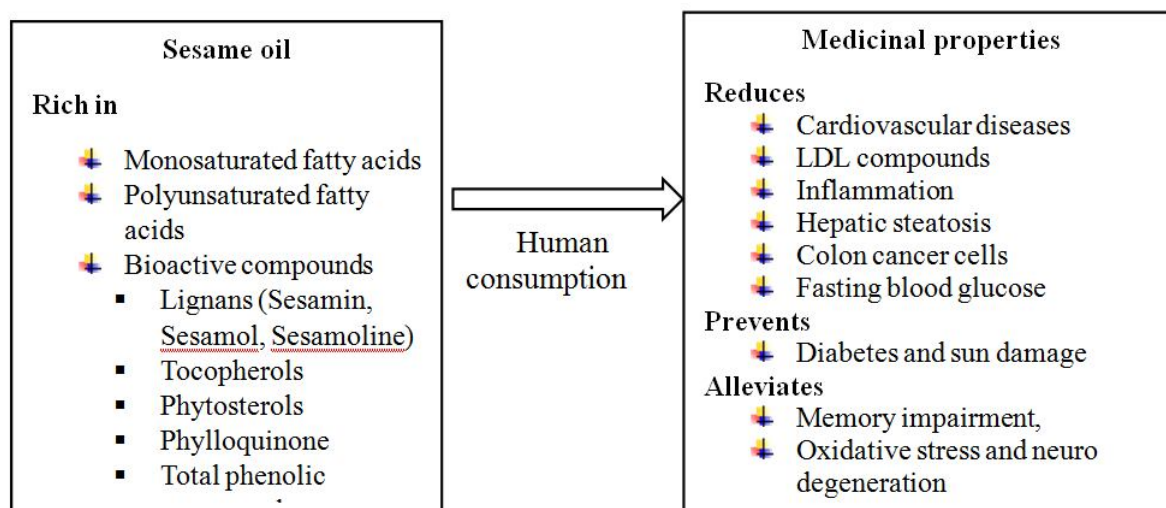 Sesame oil
Rich in
Monosaturated fatty acids
Polyunsaturated fatty
acids
Bioactive compounds
Lignans (Sesamin,
Sesamol, Sesamoline)
Tocopherols
Phytosterols
Phylloquinone
Total phenolic
Human
consumption
Medicinal properties
Reduces
Cardiovascular diseases
LDL compounds
Inflammation
Hepatic steatosis
Colon cancer cells
Fasting blood glucose
Prevents
Diabetes and sun damage
Alleviates
Memory impairment,
Oxidative stress and neuro
degeneration